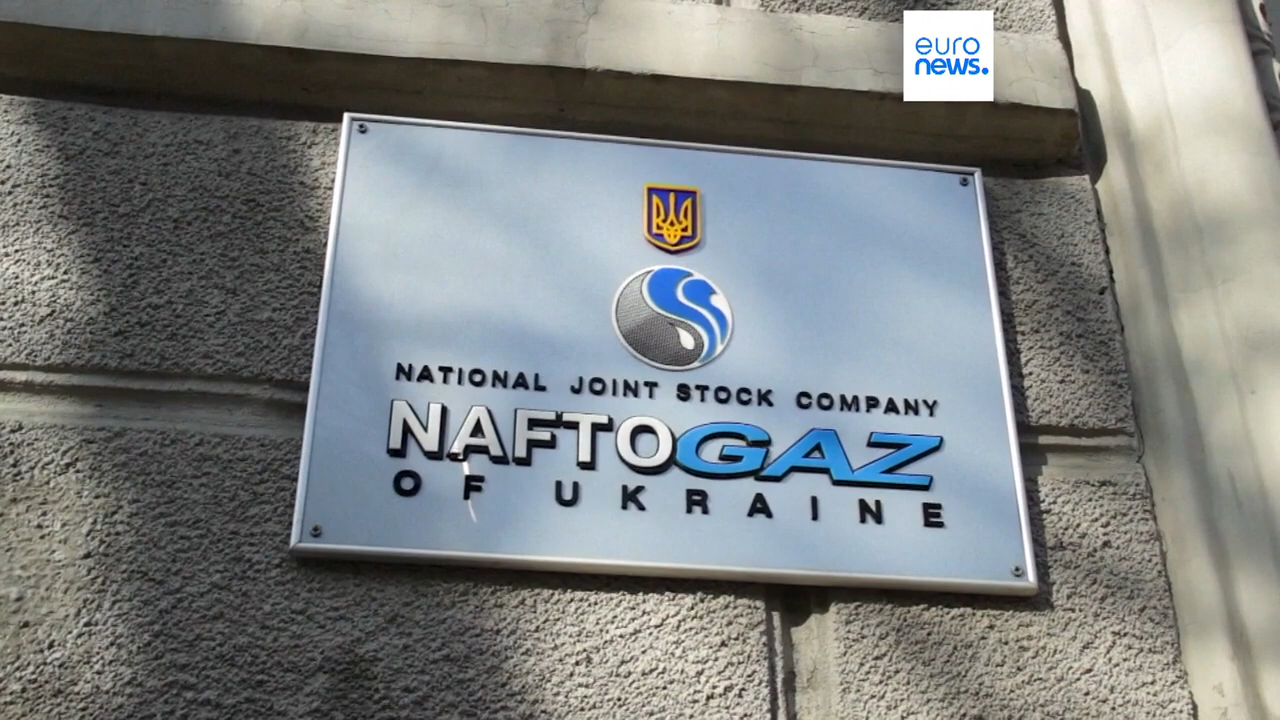 euro
news.
NATIONAL JOINT STOCK COMPANY
NAFTOGAZ
OF UKRAINE